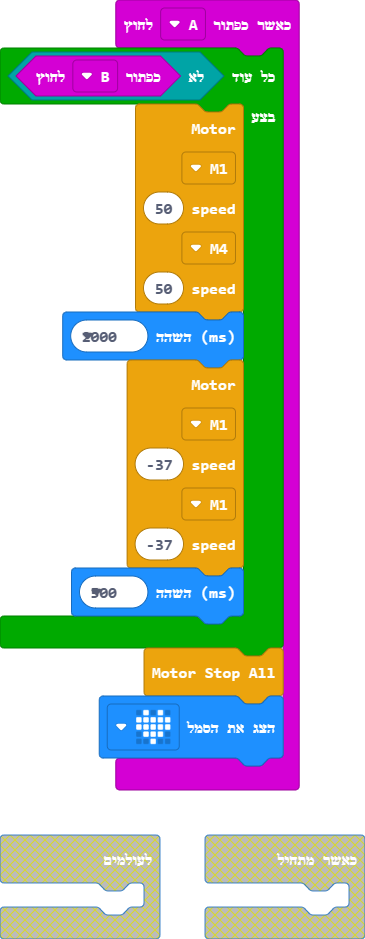 כאשר כפתור A לחוץ
כל עוד לא כפתור B לחוץ
בצע
Motor
M1
speed 50
M4
speed 50
השהה (ms) 2000
Motor
M1
speed -37
M1
speed -37
השהה (ms) 500
Motor Stop All
הצג את הסמל
כאשר מתחיל
לעולמים